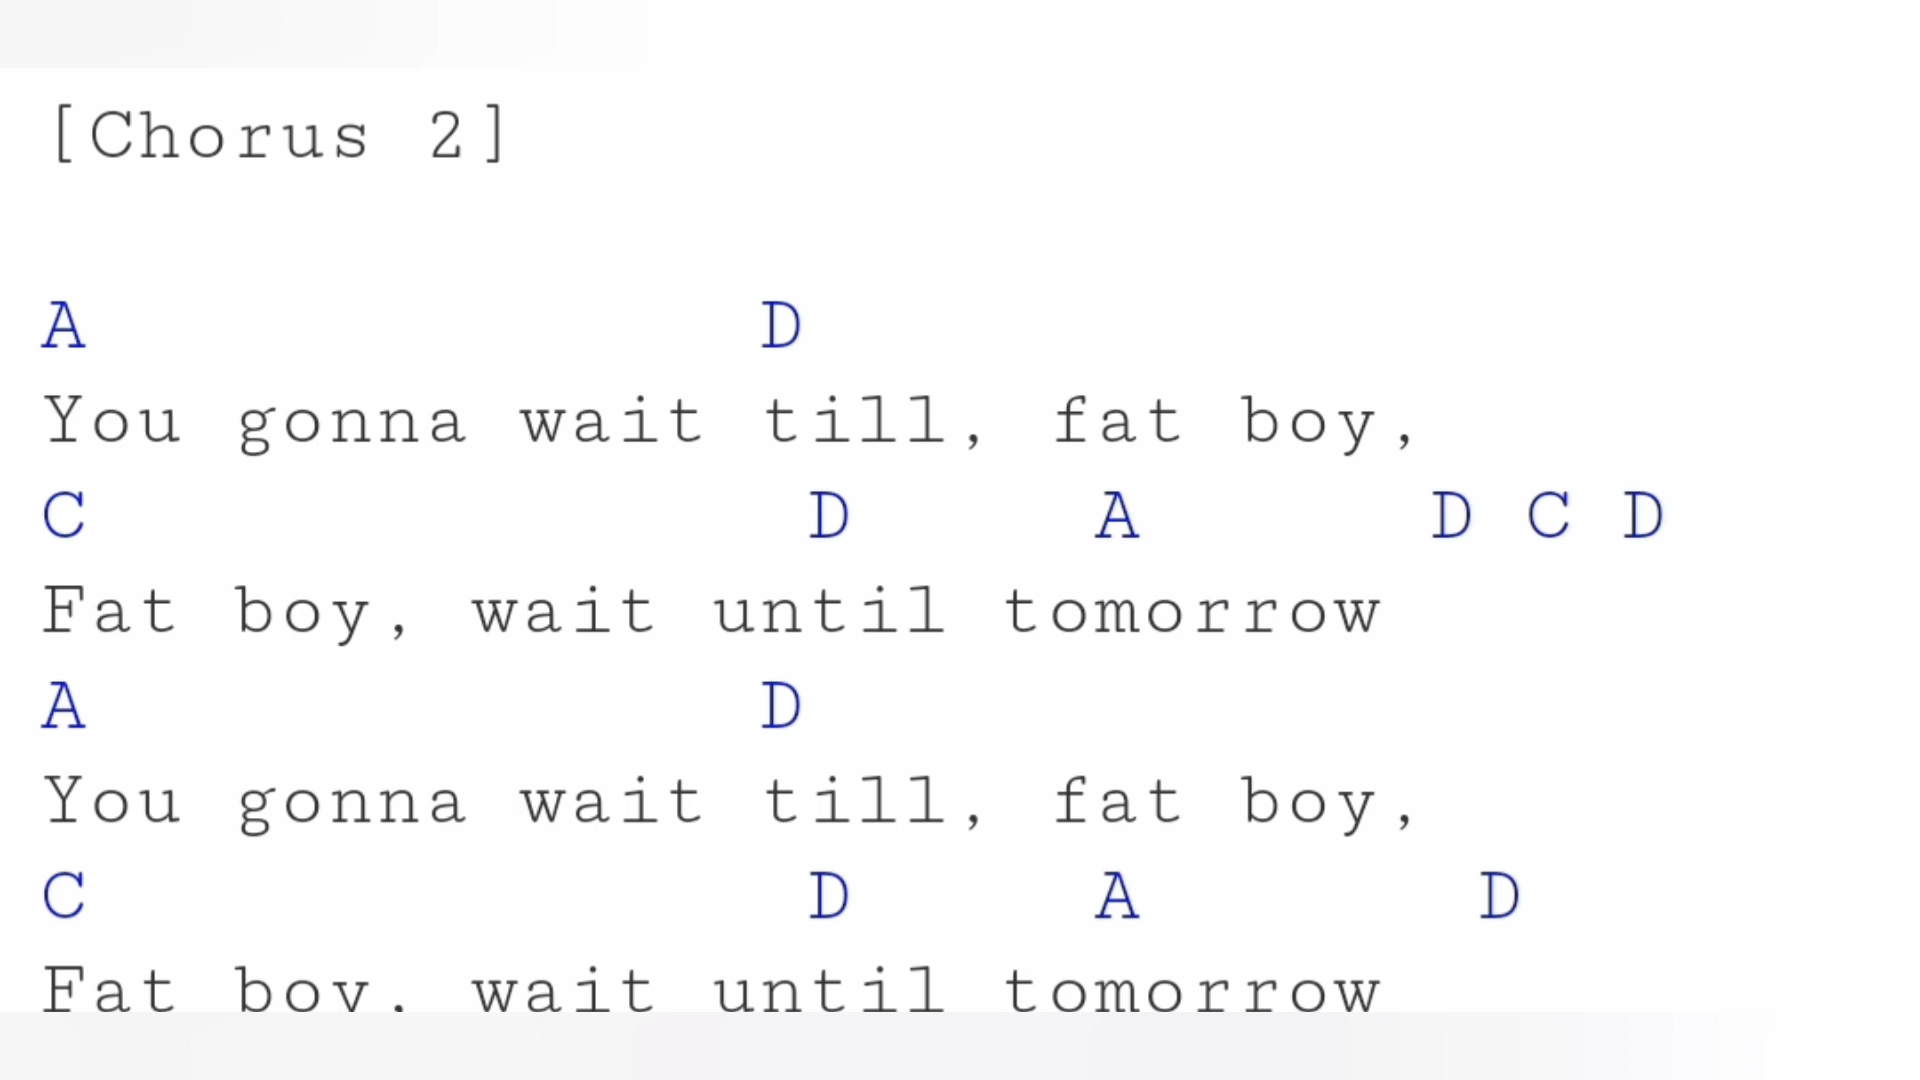 [Chorus 2]
A D
You gonna wait till, fat boy,
C D A D C D
Fat boy, wait until tomorrow
A D
You gonna wait till, fat boy,
C D A D
Fat boy, wait until tomorrow